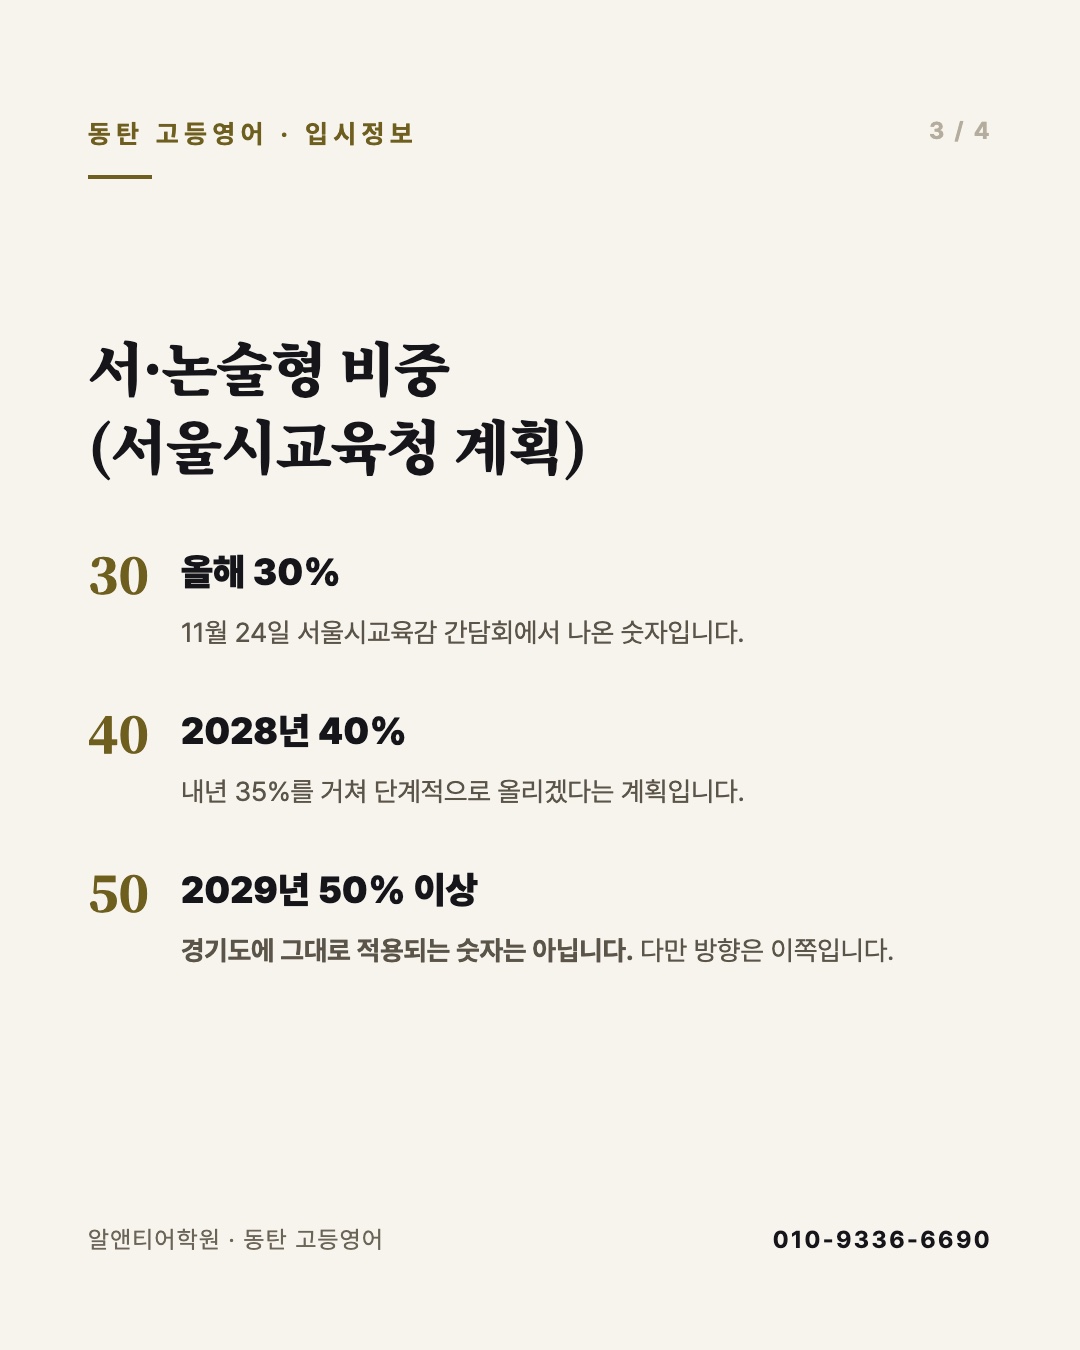 동탄 고등영어 · 입시정보
3 / 4
서·논술형 비중
(서울시교육청 계획)
30 올해 30%
11월 24일 서울시교육감 간담회에서 나온 숫자입니다.
40 2028년 40%
내년 35%를 거쳐 단계적으로 올리겠다는 계획입니다.
50 2029년 50% 이상
경기도에 그대로 적용되는 숫자는 아닙니다. 다만 방향은 이쪽입니다.
알앤티어학원 · 동탄 고등영어
010-9336-6690